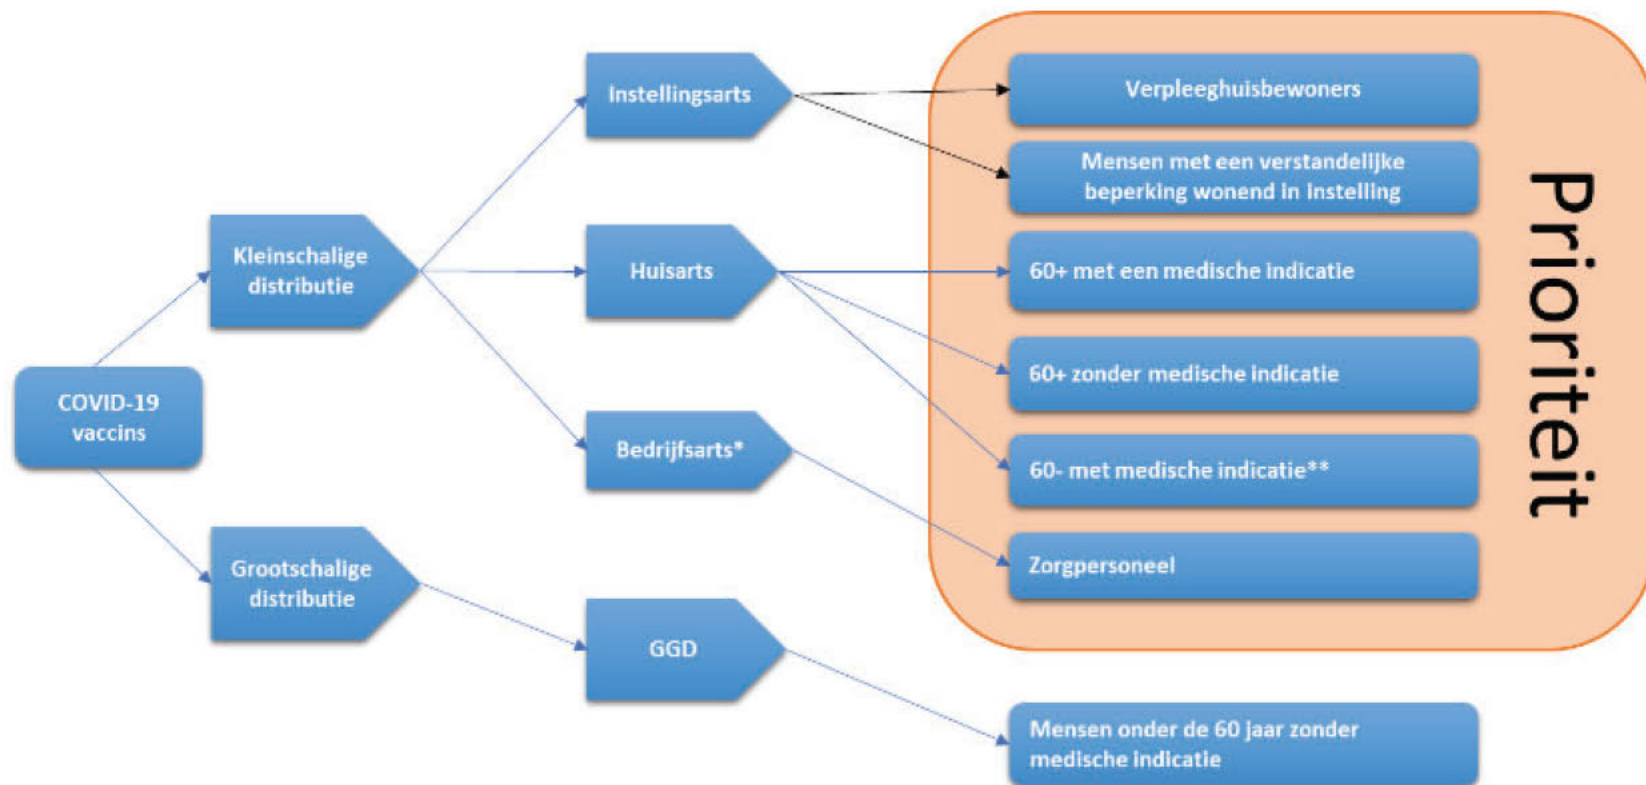 COVID-19
vaccins
Kleinschalige
distributie
Grootschalige
distributie
Instellingsarts
Huisarts
Bedrijfsarts*
GGD
Verpleeghuisbewoners
Mensen met een verstandelijke
beperking wonend in instelling
60+ met een medische indicatie
60+ zonder medische indicatie
60- met medische indicatie**
Zorgpersoneel
Mensen onder de 60 jaar zonder
medische indicatie
Prioriteit